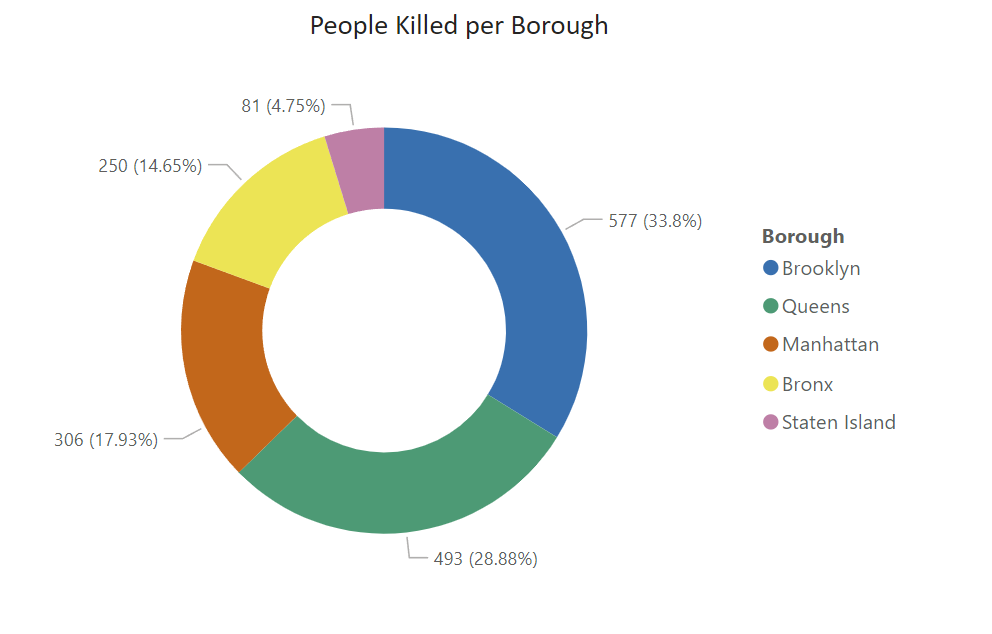 People Killed per Borough
81 (4.75%)
250 (14.65%)
577 (33.8%)
306 (17.93%)
493 (28.88%)
Borough
Brooklyn
Queens
Manhattan
Bronx
Staten Island